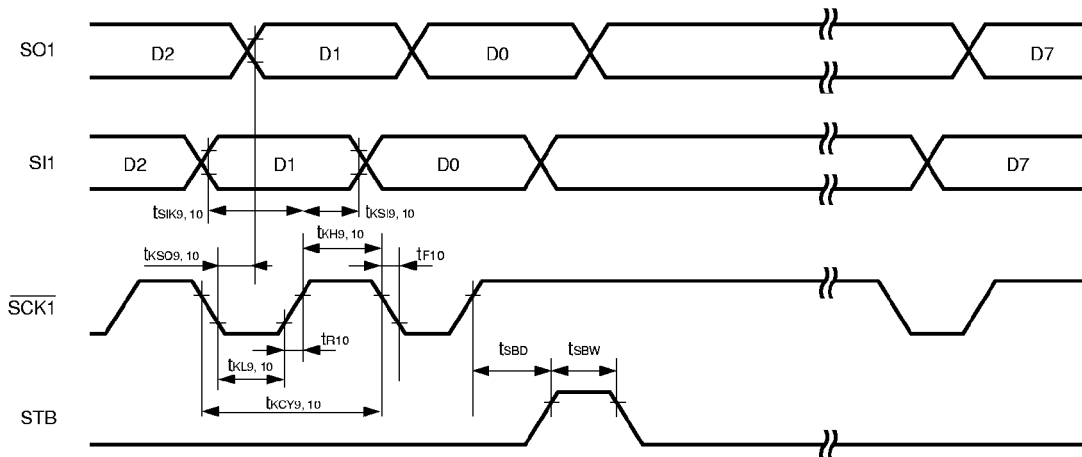 SO1 D2 D1 D0 D7
SI1 D2 D1 D0 D7
tSIK9, 10 tKSI9, 10
tKH9, 10
tKSO9, 10 tF10
SCK1
tR10
tSBD tSBW
tKL9, 10
tKCY9, 10
STB